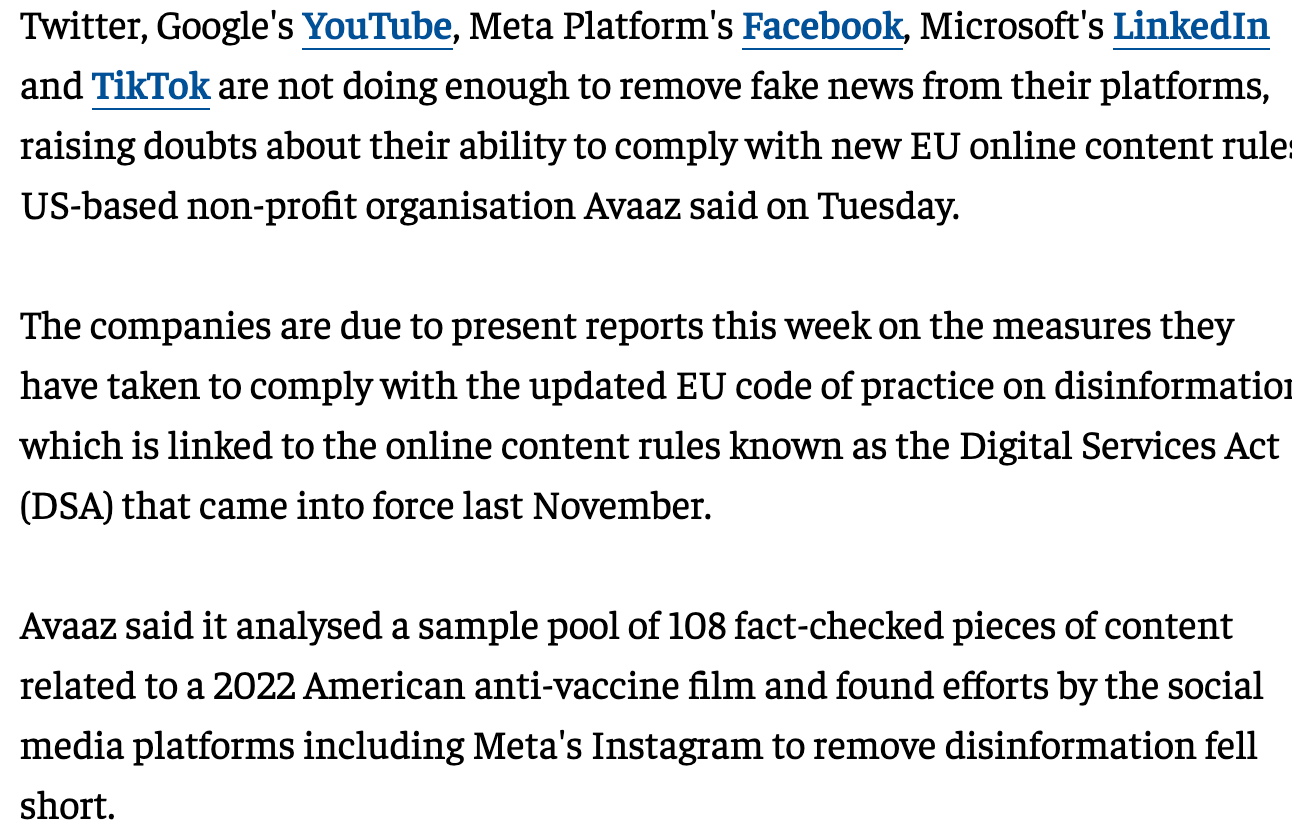 Twitter, Google's YouTube, Meta Platform's Facebook, Microsoft's LinkedIn
and TikTok are not doing enough to remove fake news from their platforms,
raising doubts about their ability to comply with new EU online content rules
US-based non-profit organisation Avaaz said on Tuesday.
The companies are due to present reports this week on the measures they
have taken to comply with the updated EU code of practice on disinformation
which is linked to the online content rules known as the Digital Services Act
(DSA) that came into force last November.
Avaaz said it analysed a sample pool of 108 fact-checked pieces of content
related to a 2022 American anti-vaccine film and found efforts by the social
media platforms including Meta's Instagram to remove disinformation fell
short.